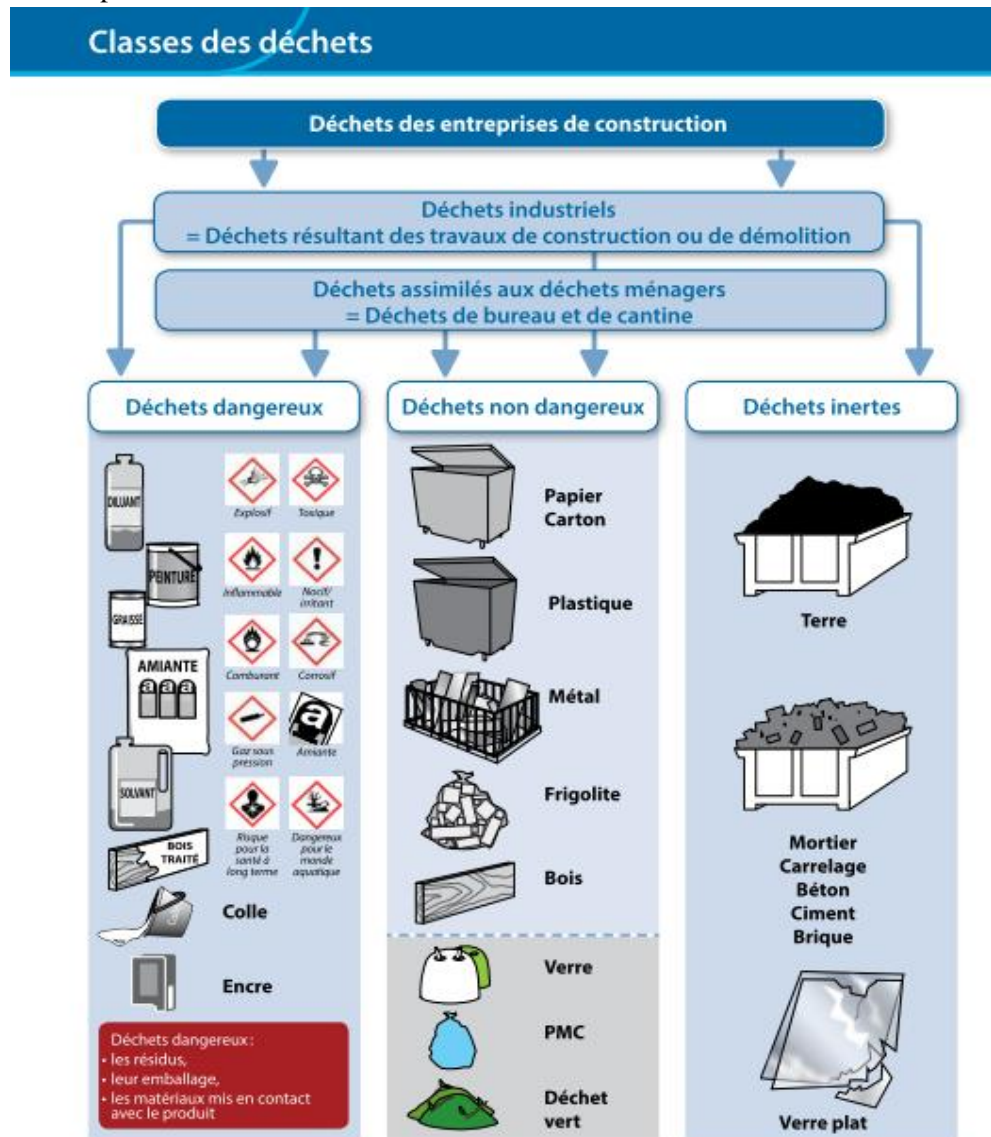 Classes des déchets
Déchets des entreprises de construction
Déchets industriels
= Déchets résultant des travaux de construction ou de démolition
Déchets assimilés aux déchets ménagers
= Déchets de bureau et de cantine
Déchets dangereux
DILUANT
PEINTURE
GRAISSE
AMIANTE
a a a
SOLVANT
BOIS
TRAITÉ
Explosif
Toxique
Inflammable
Nocif/
irritant
Comburant
Corrosif
Gaz sous
pression
a
Amiante
Risque
pour la
santé à
long terme
Dangereux
pour le
monde
aquatique
Colle
Encre
Déchets dangereux :
• les résidus,
• leur emballage,
• les matériaux mis en contact
avec le produit
Déchets non dangereux
Papier
Carton
Plastique
Métal
Frigolite
Bois
Verre
PMC
Déchet
vert
Déchets inertes
Terre
Mortier
Carrelage
Béton
Ciment
Brique
Verre plat